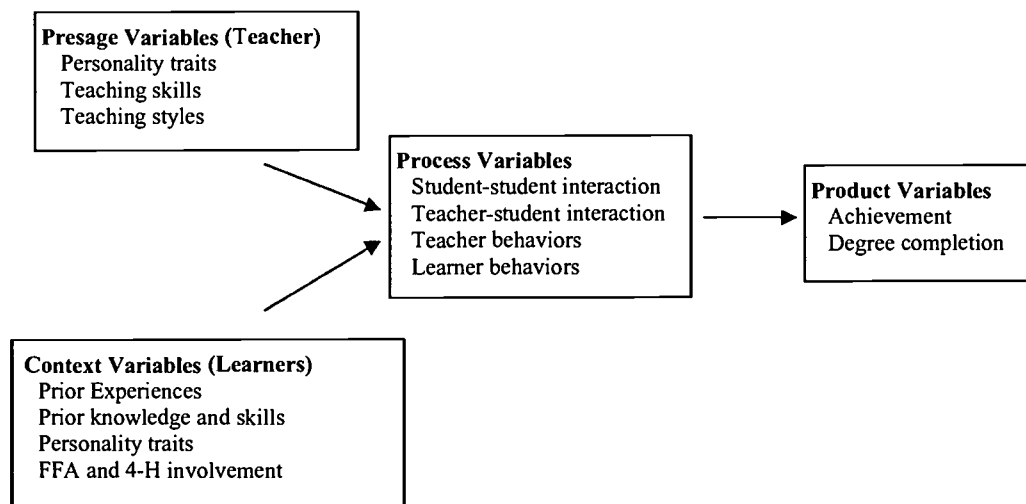 Presage Variables (Teacher)
Personality traits
Teaching skills
Teaching styles
Process Variables
Student-student interaction
Teacher-student interaction
Teacher behaviors
Learner behaviors
Product Variables
Achievement
Degree completion
Context Variables (Learners)
Prior Experiences
Prior knowledge and skills
Personality traits
FFA and 4-H involvement